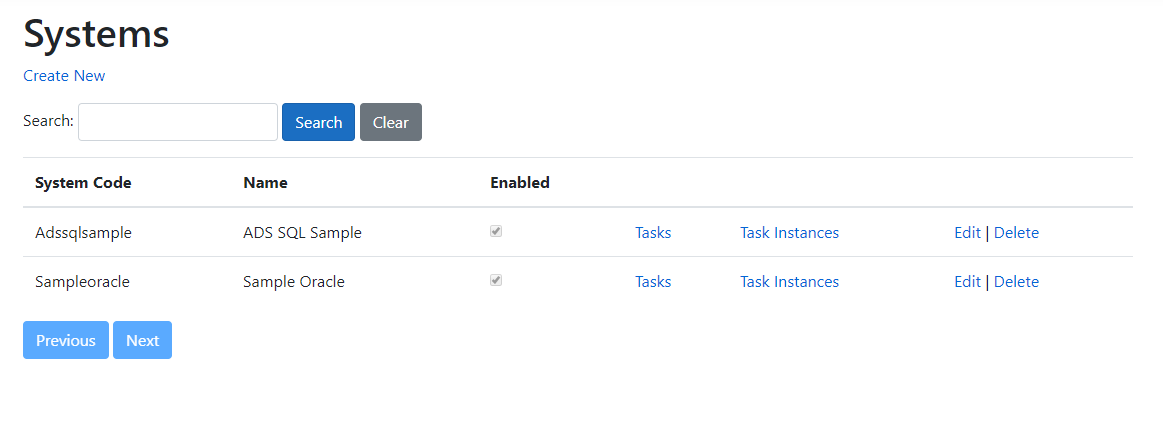 Systems
Create New
Search: Search Clear
System Code Name Enabled
Adssqlsample ADS SQL Sample Tasks Task Instances Edit | Delete
Sampleoracle Sample Oracle Tasks Task Instances Edit | Delete
Previous Next